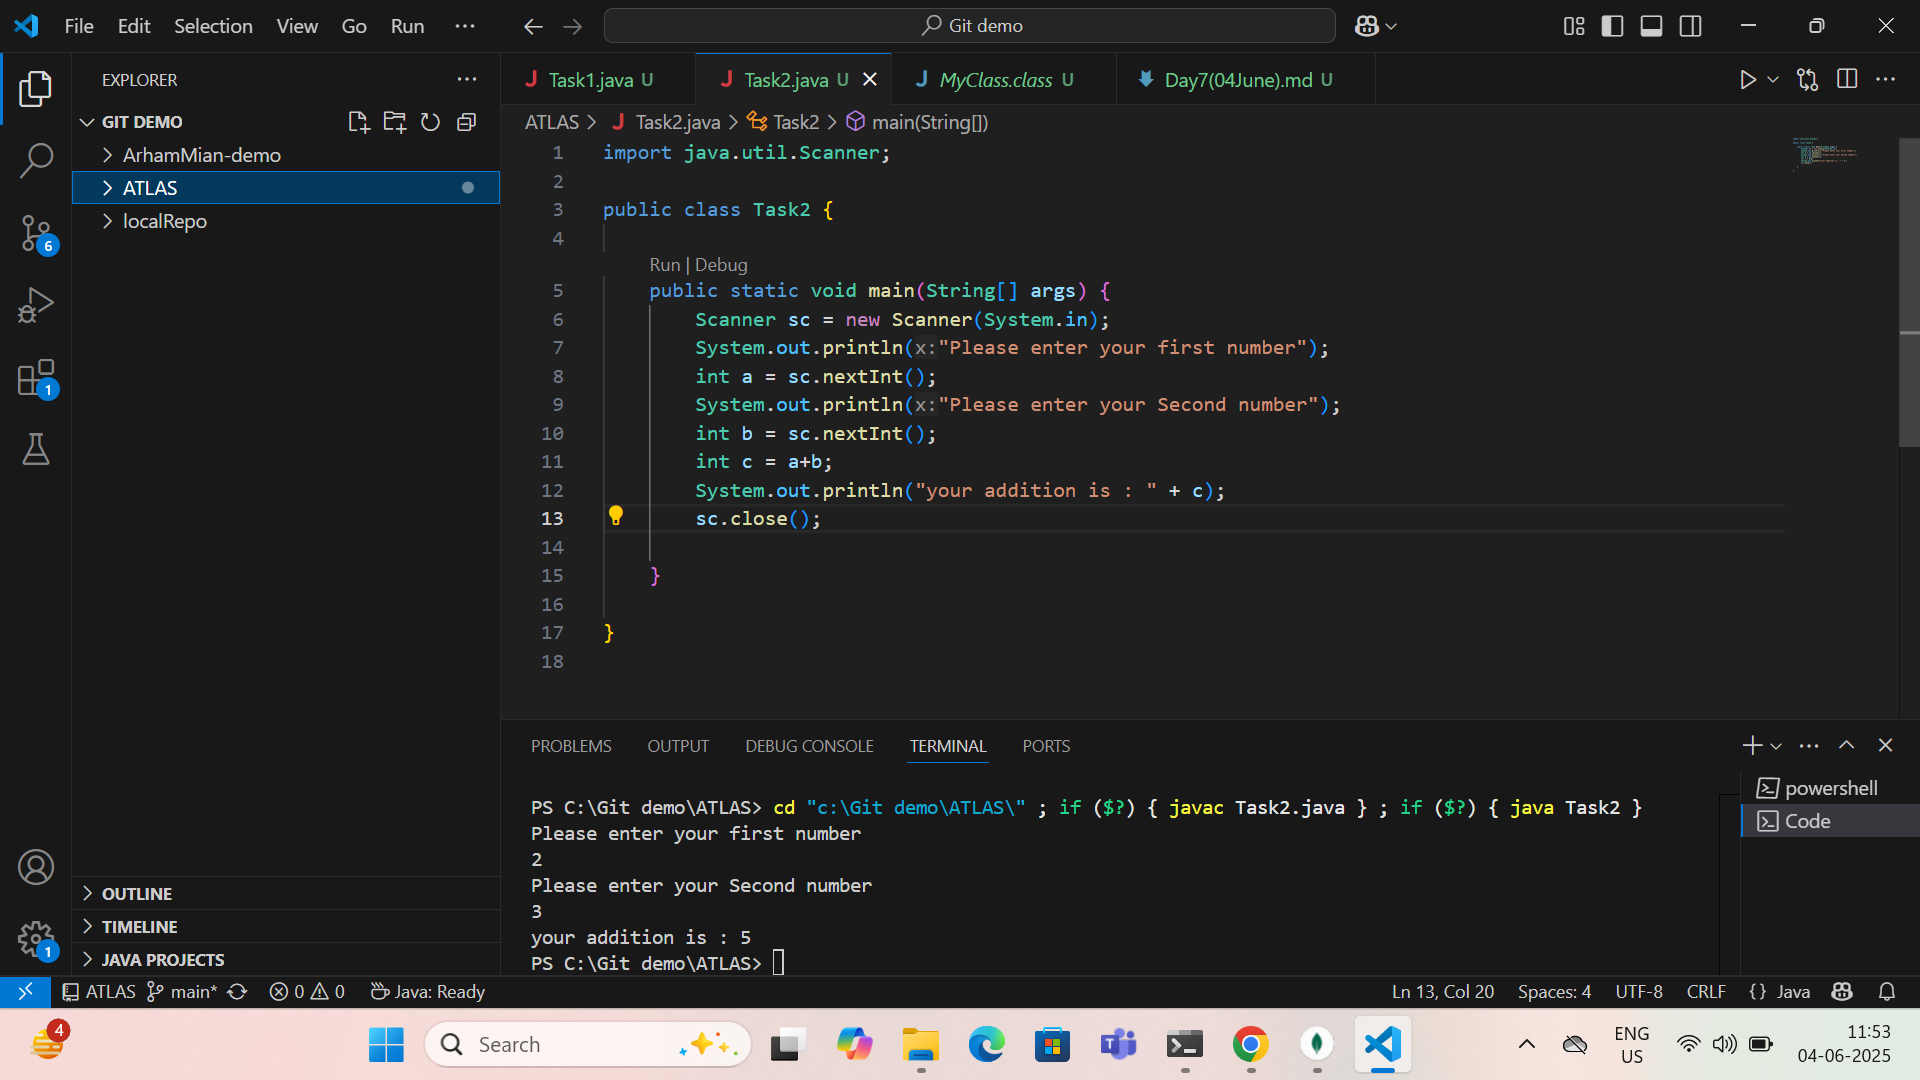 File Edit Selection View Go Run ···
Git demo
EXPLORER ···
GIT DEMO
ArhamMian-demo
ATLAS
localRepo
6
1
OUTLINE
TIMELINE
JAVA PROJECTS
1
Task1.java U
Task2.java U
MyClass.class U
Day7(04June).md U
ATLAS > Task2.java > Task2 > main(String[])
1 import java.util.Scanner;
2
3 public class Task2 {
4
Run | Debug
5 public static void main(String[] args) {
6 Scanner sc = new Scanner(System.in);
7 System.out.println(x:"Please enter your first number");
8 int a = sc.nextInt();
9 System.out.println(x:"Please enter your Second number");
10 int b = sc.nextInt();
11 int c = a+b;
12 System.out.println("your addition is : " + c);
13 sc.close();
14
15 }
16
17 }
18
PROBLEMS OUTPUT DEBUG CONSOLE TERMINAL PORTS
PS C:\Git demo\ATLAS> cd "c:\Git demo\ATLAS\" ; if ($?) { javac Task2.java } ; if ($?) { java Task2 }
Please enter your first number
2
Please enter your Second number
3
your addition is : 5
PS C:\Git demo\ATLAS>
powershell
Code
ATLAS main* 0 0 Java: Ready
Ln 13, Col 20 Spaces: 4 UTF-8 CRLF {} Java
4
Search
ENG
US
11:53
04-06-2025